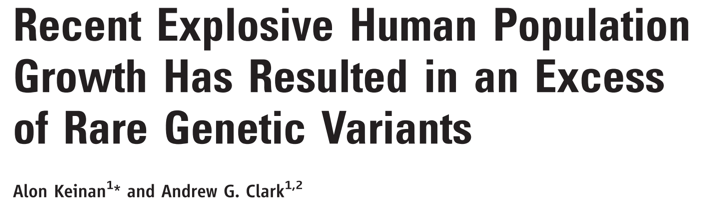 Recent Explosive Human Population
Growth Has Resulted in an Excess
of Rare Genetic Variants
Alon Keinan1* and Andrew G. Clark1,2